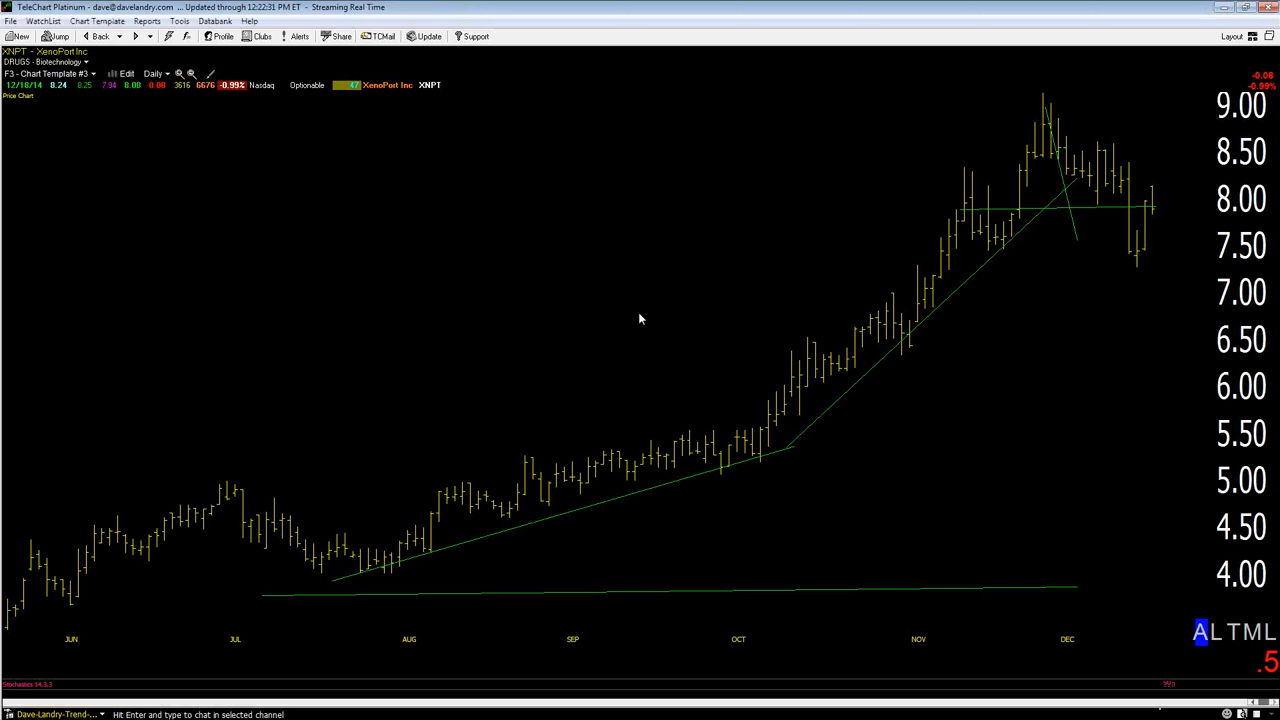 TeleChart Platinum - dave@davelandry.com ... Updated through 12:22:31 PM ET - Streaming Real Time
File WatchList Chart Template Reports Tools Databank Help
New Jump Back Profile Clubs Alerts Share TCMail Update Support Layout
XNPT - XenoPort Inc
DRUGS - Biotechnology
F3 - Chart Template #3 Edit Daily
12/18/14 8.24 8.25 7.94 8.08 -0.08 3616 6676 -0.99% Nasdaq Optionable 47 XenoPort Inc XNPT
-0.08
-0.99%
Price Chart
9.00
8.50
8.00
7.50
7.00
6.50
6.00
5.50
5.00
4.50
4.00
ALTML
JUN JUL AUG SEP OCT NOV DEC
.5
Stochastics 14,3,3
Dave-Landry-Trend-... Hit Enter and type to chat in selected channel